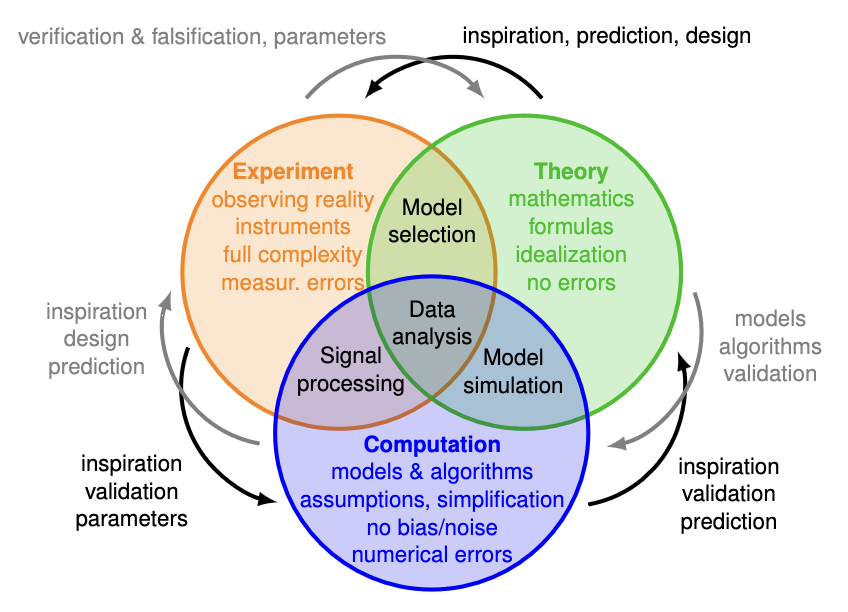 verification & falsification, parameters
inspiration, prediction, design
Experiment
observing reality
instruments
full complexity
measur. errors
Model
selection
Theory
mathematics
formulas
idealization
no errors
inspiration
design
prediction
Data
analysis
models
algorithms
validation
Signal
processing
Model
simulation
Computation
models & algorithms
assumptions, simplification
no bias/noise
numerical errors
inspiration
validation
parameters
inspiration
validation
prediction